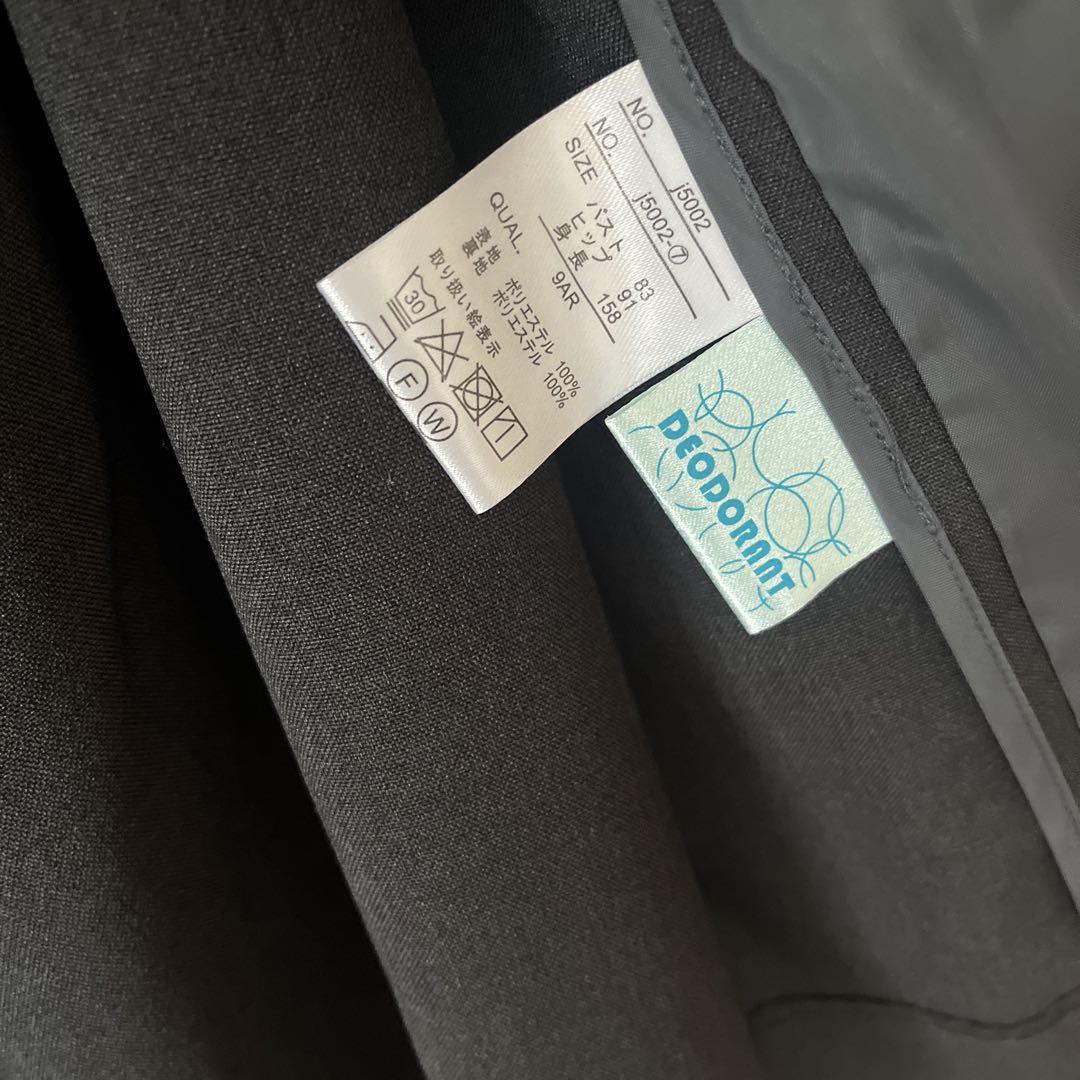 NO. j5002
NO. j5002-⑦
SIZE バスト 83
ヒップ 91
身長 158
9AR
QUAL.
表地 ポリエステル 100%
裏地 ポリエステル 100%
取り扱い絵表示
30
F
W
DEODORANT